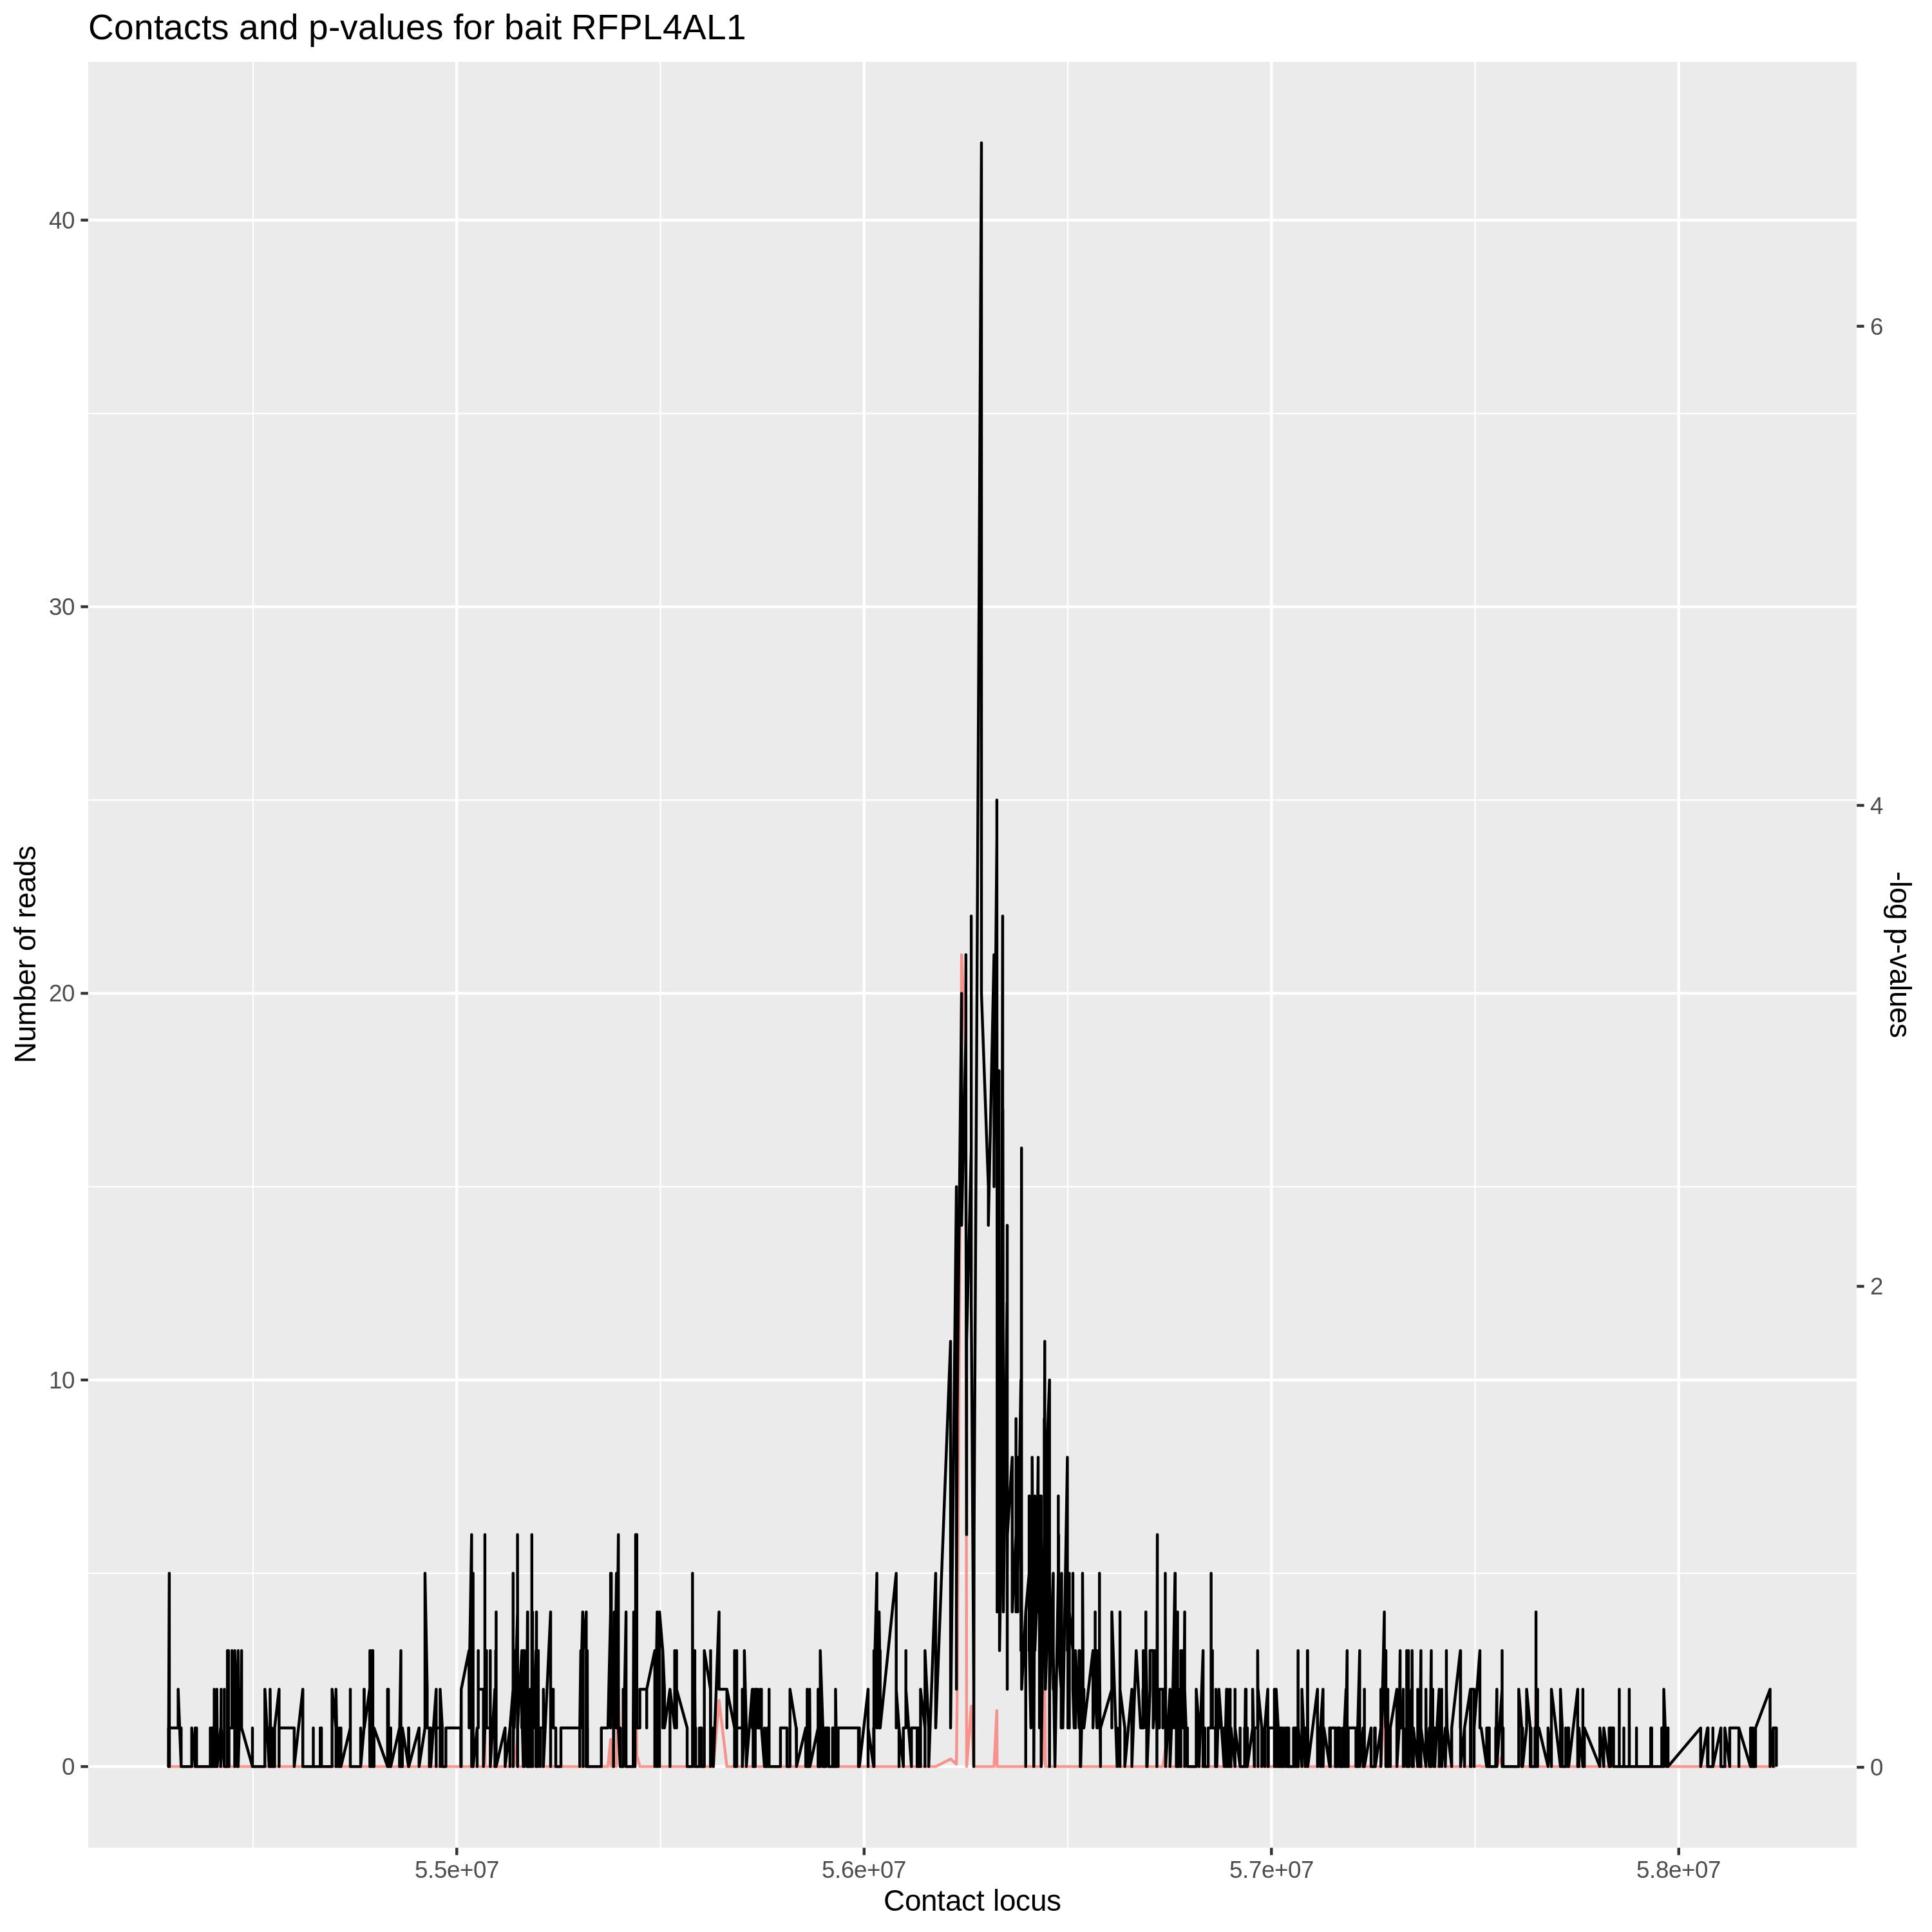 Contacts and p-values for bait RFPL4AL1
40
30
20
10
0
Number of reads
6
4
2
0
-log p-values
5.5e+07
5.6e+07
5.7e+07
5.8e+07
Contact locus